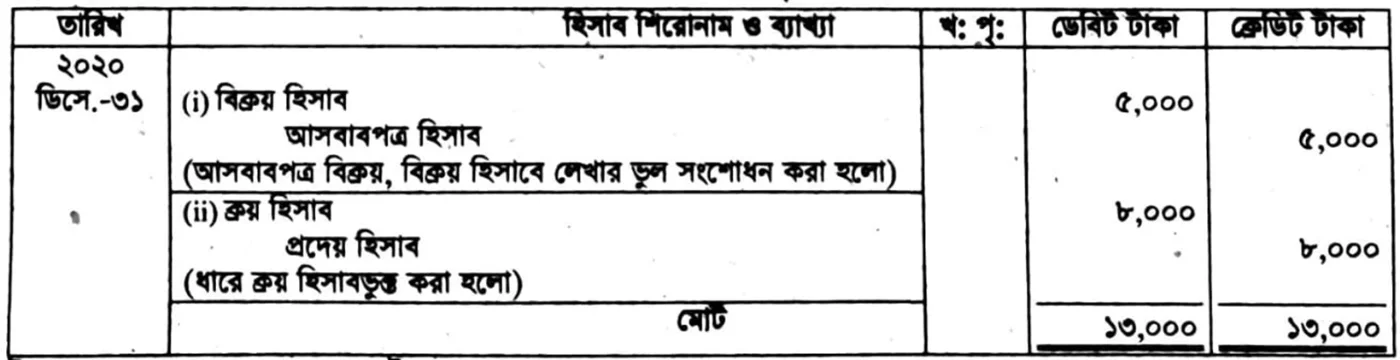 তারিখ হিসাব শিরোনাম ও ব্যাখ্যা খ: পৃ: ডেবিট টাকা ক্রেডিট টাকা
২০২০
ডিসে.-৩১ (i) বিক্রয় হিসাব ৫,০০০
আসবাবপত্র হিসাব ৫,০০০
(আসবাবপত্র বিক্রয়, বিক্রয় হিসাবে লেখার ভুল সংশোধন করা হলো)
(ii) ক্রয় হিসাব ৮,০০০
প্রদেয় হিসাব ৮,০০০
(ধারে ক্রয় হিসাবভুক্ত করা হলো)
মোট ১৩,০০০ ১৩,০০০